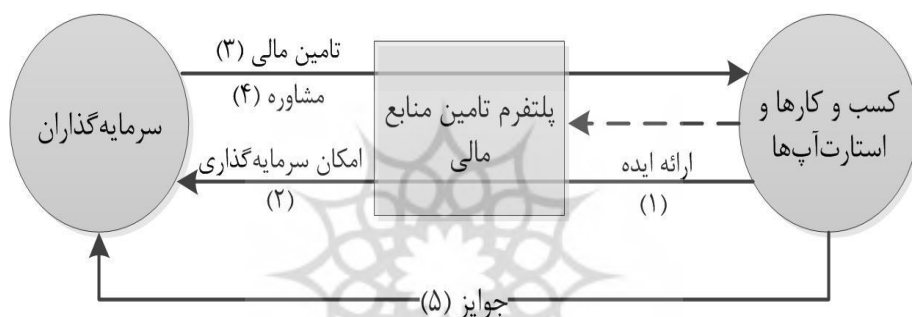 تامین مالی (۳)
مشاوره (۴)
کسب و کارها و
استارت‌آپ‌ها
پلتفرم تامین منابع
مالی
سرمایه‌گذاران
ارائه ایده
(۱)
امکان سرمایه‌گذاری
(۲)
جوایز (۵)